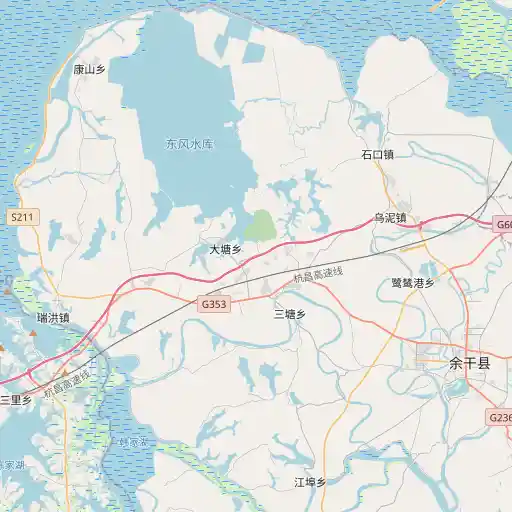 康山乡
东风水库
石口镇
S211
乌泥镇
G60
大塘乡
杭昌高速线
鹭鸶港乡
G353
瑞洪镇
三塘乡
余干县
杭昌高速线
三里乡
G236
江埠乡